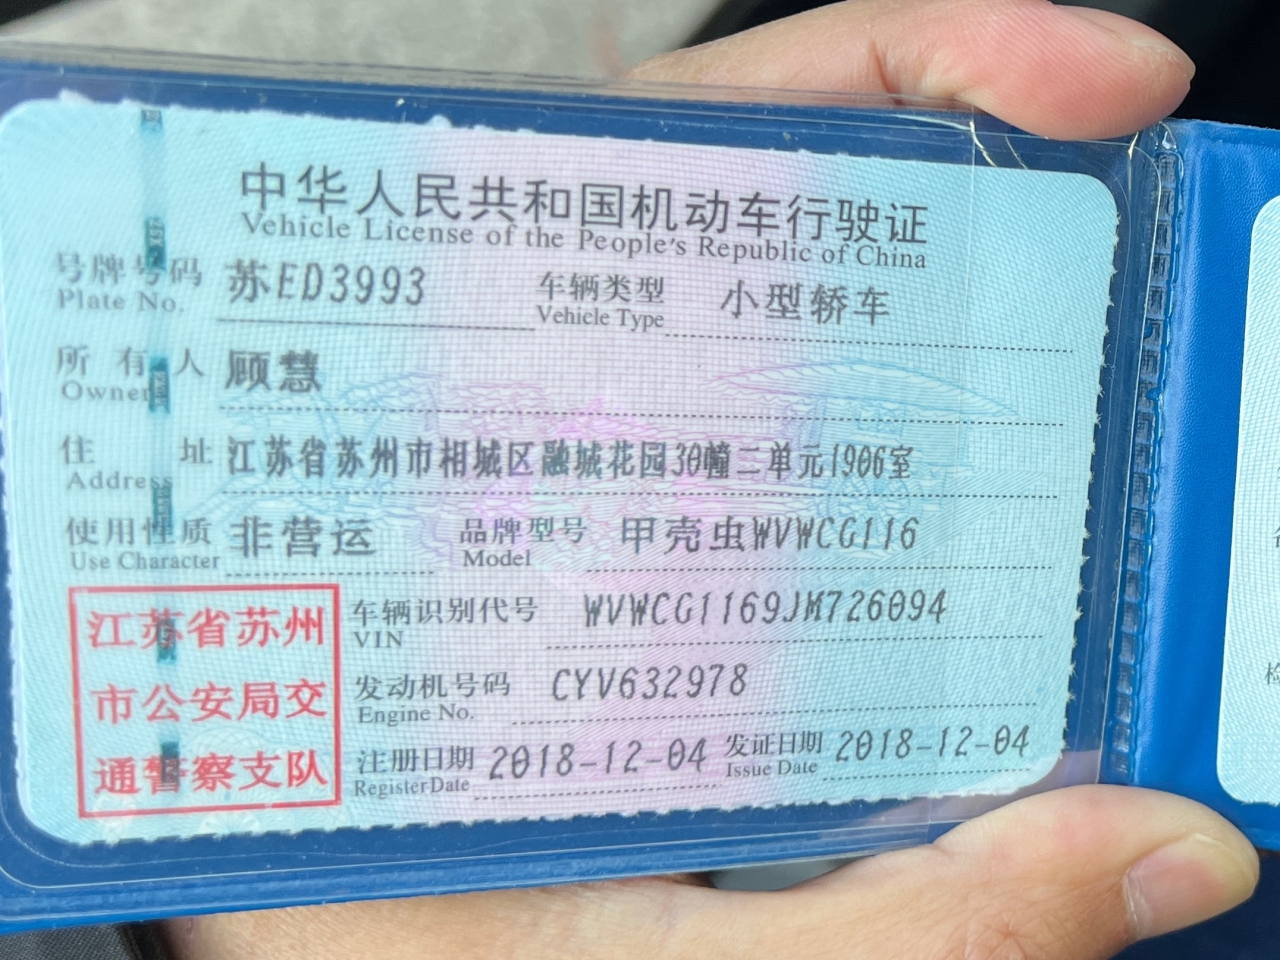 中华人民共和国机动车行驶证
Vehicle License of the People's Republic of China
号牌号码 苏ED3993 车辆类型 小型轿车
Plate No. Vehicle Type
所有人 顾慧
Owner
住址 江苏省苏州市相城区融城花园30幢二单元1906室
Address
使用性质 非营运 品牌型号 甲壳虫WVWCG116
Use Character Model
江苏省苏州
市公安局交
通警察支队
车辆识别代号 WVWCG1169JM726094
VIN
发动机号码 CYV632978
Engine No.
注册日期 2018-12-04 发证日期 2018-12-04
Register Date Issue Date
检